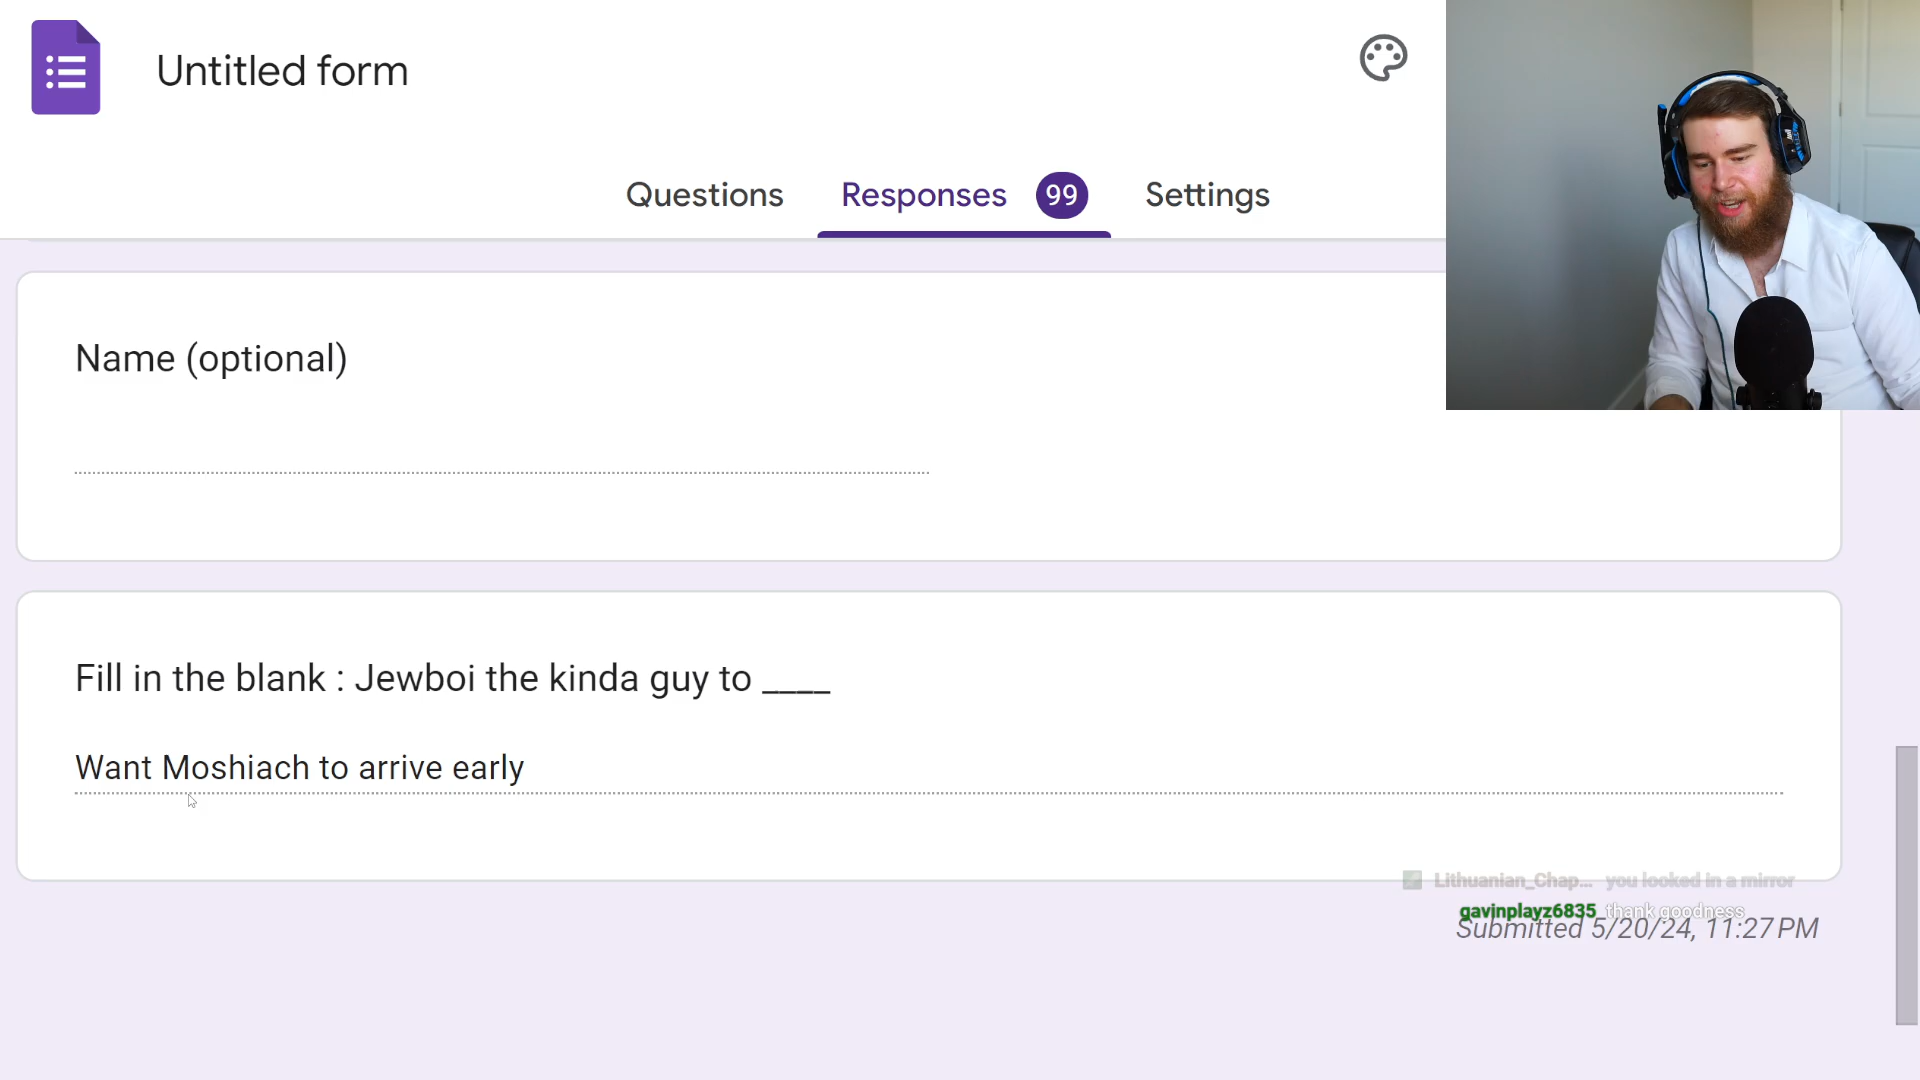 Untitled form
Questions
Responses
99
Settings
Name (optional)
Fill in the blank : Jewboi the kinda guy to ____
Want Moshiach to arrive early
Lithuanian_Chap... you looked in a mirror
gavinplayz6835 thank goodness
Submitted 5/20/24, 11:27 PM